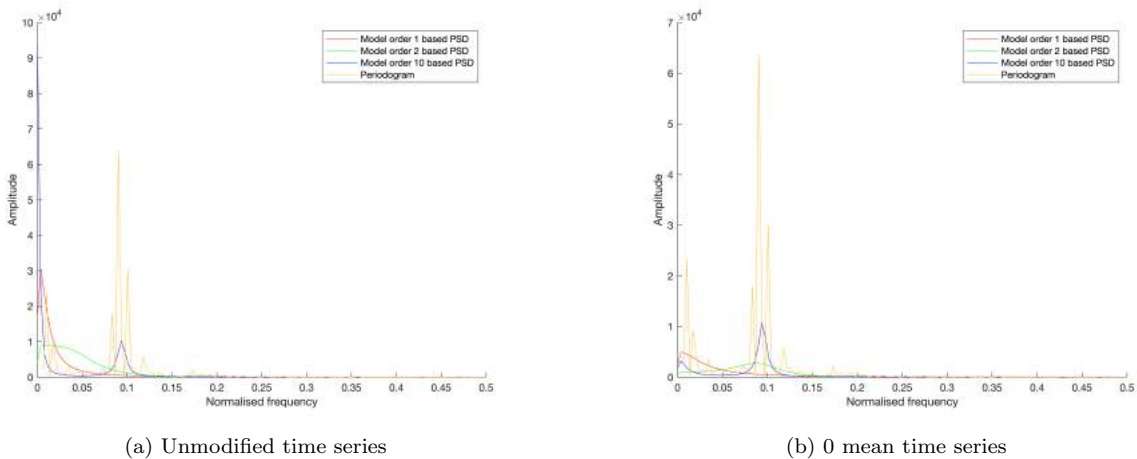 ×10⁴
10
9
8
7
6
5
4
3
2
1
0
Amplitude
0 0.05 0.1 0.15 0.2 0.25 0.3 0.35 0.4 0.45 0.5
Normalised frequency
Model order 1 based PSD
Model order 2 based PSD
Model order 10 based PSD
Periodogram
(a) Unmodified time series
×10⁴
7
6
5
4
3
2
1
0
Amplitude
0 0.05 0.1 0.15 0.2 0.25 0.3 0.35 0.4 0.45 0.5
Normalised frequency
Model order 1 based PSD
Model order 2 based PSD
Model order 10 based PSD
Periodogram
(b) 0 mean time series